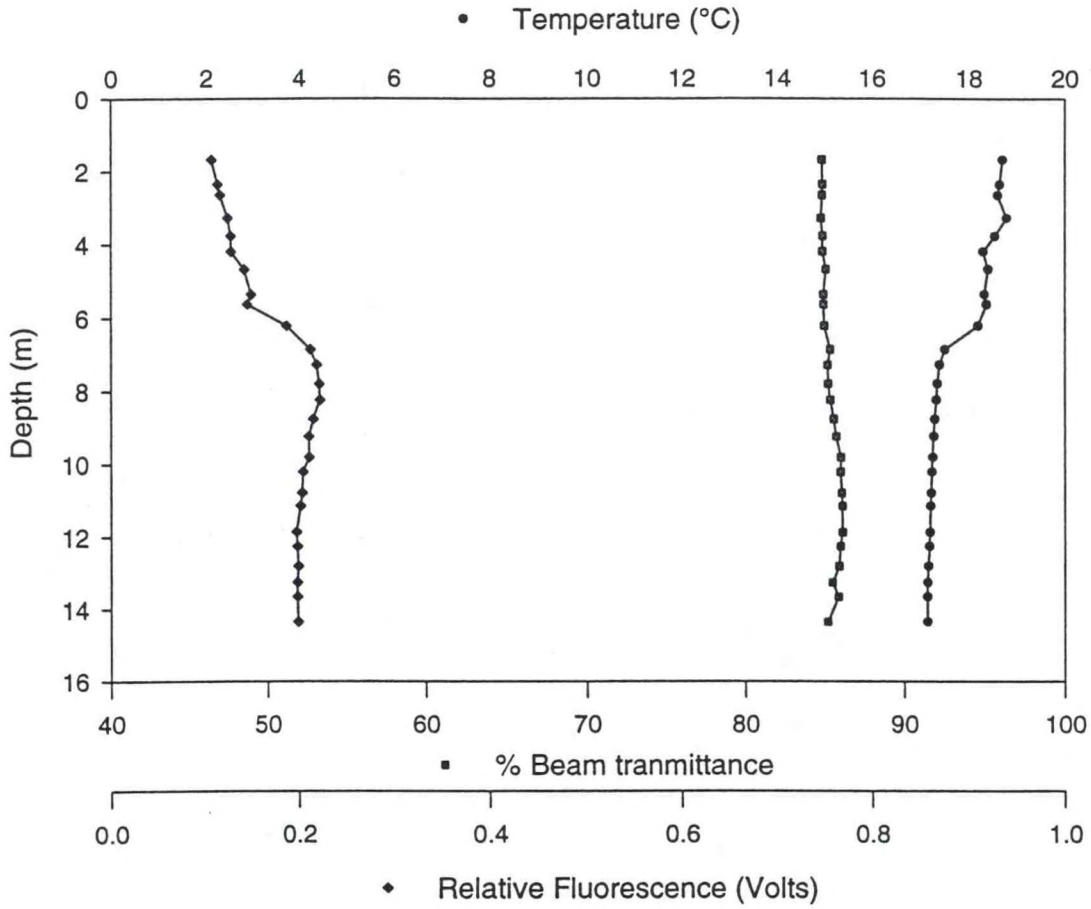 Temperature (°C)
0 2 4 6 8 10 12 14 16 18 20
0
2
4
6
8
10
12
14
16
Depth (m)
40 50 60 70 80 90 100
% Beam tranmittance
0.0 0.2 0.4 0.6 0.8 1.0
Relative Fluorescence (Volts)